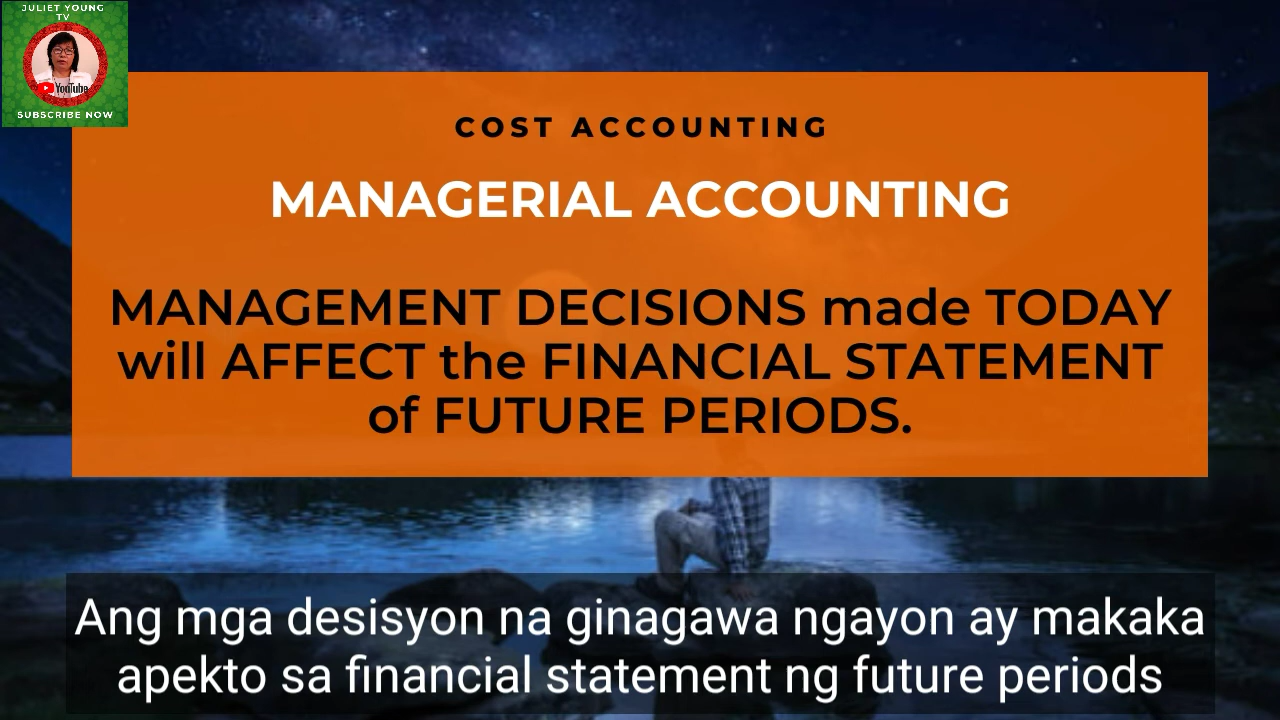 JULIET YOUNG
TV
YouTube
SUBSCRIBE NOW
COST ACCOUNTING
MANAGERIAL ACCOUNTING
MANAGEMENT DECISIONS made TODAY
will AFFECT the FINANCIAL STATEMENT
of FUTURE PERIODS.
Ang mga desisyon na ginagawa ngayon ay makaka
apekto sa financial statement ng future periods